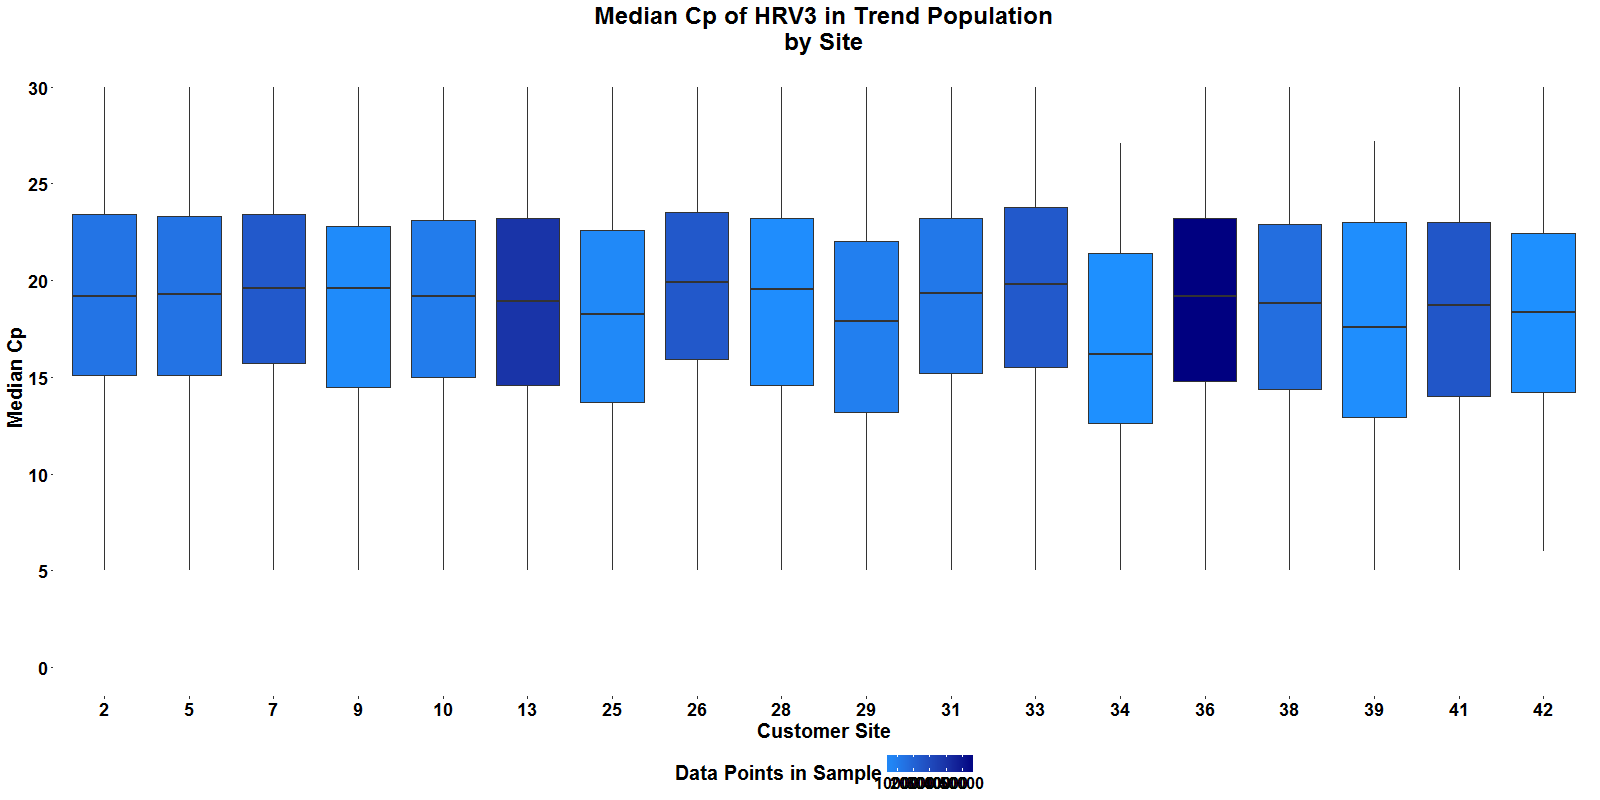 Median Cp of HRV3 in Trend Population
by Site
30
25
20
15
10
5
0
Median Cp
2 5 7 9 10 13 25 26 28 29 31 33 34 36 38 39 41 42
Customer Site
Data Points in Sample